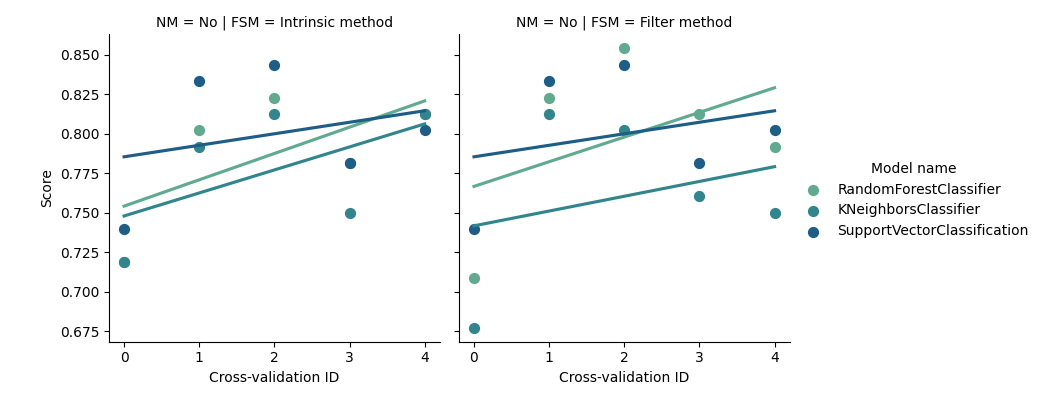 NM = No | FSM = Intrinsic method
NM = No | FSM = Filter method
Score
0.850
0.825
0.800
0.775
0.750
0.725
0.700
0.675
0 1 2 3 4
0 1 2 3 4
Cross-validation ID
Cross-validation ID
Model name
RandomForestClassifier
KNeighborsClassifier
SupportVectorClassification